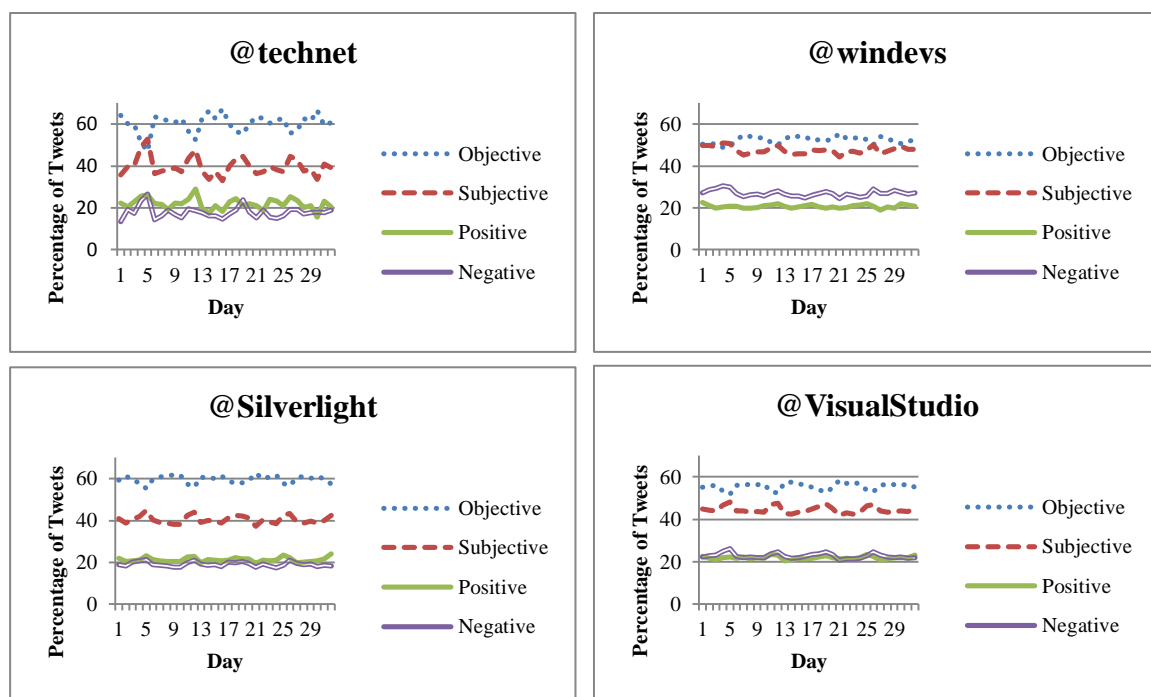 @technet
Percentage of Tweets
60
40
20
0
1 5 9 13 17 21 25 29
Day
Objective
Subjective
Positive
Negative
@windevs
Percentage of Tweets
60
40
20
0
1 5 9 13 17 21 25 29
Day
Objective
Subjective
Positive
Negative
@Silverlight
Percentage of Tweets
60
40
20
0
1 5 9 13 17 21 25 29
Day
Objective
Subjective
Positive
Negative
@VisualStudio
Percentage of Tweets
60
40
20
0
1 5 9 13 17 21 25 29
Day
Objective
Subjective
Positive
Negative